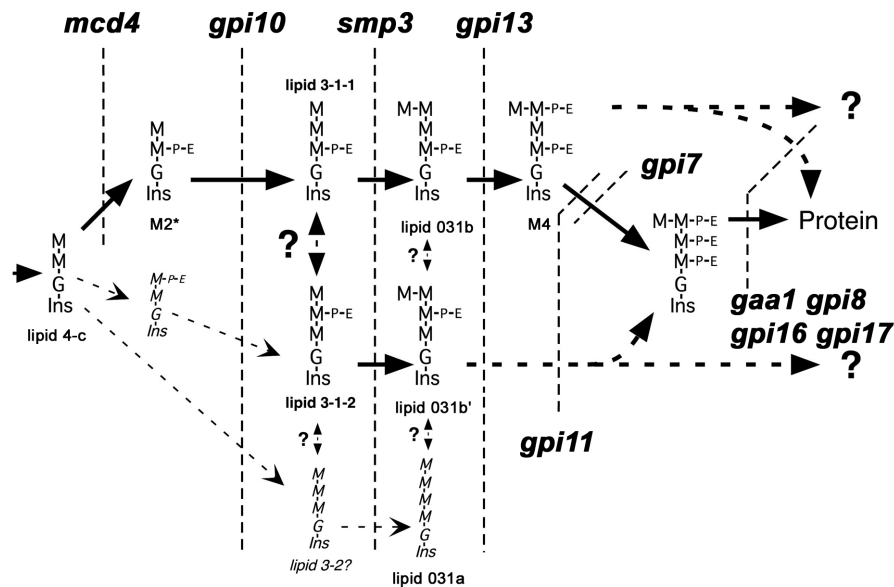 mcd4 gpi10 smp3 gpi13
lipid 3-1-1
M
M
M-P-E
G
Ins
M2*
M
M
M-P-E
G
Ins
M-M
M
M-P-E
G
Ins
lipid 031b
M-M-P-E
M
M-P-E
G
Ins
M4
?
gpi7
M-M-P-E
M-P-E
M-P-E
G
Ins
Protein
M
M
G
Ins
lipid 4-c
M-P-E
M
G
Ins
?
?
M
M-P-E
M
G
Ins
lipid 3-1-2
M-M
M-P-E
M
G
Ins
lipid 031b'
gaa1 gpi8
gpi16 gpi17
?
gpi11
?
?
M
M
M
G
Ins
lipid 3-2?
M
M
M
M
G
Ins
lipid 031a